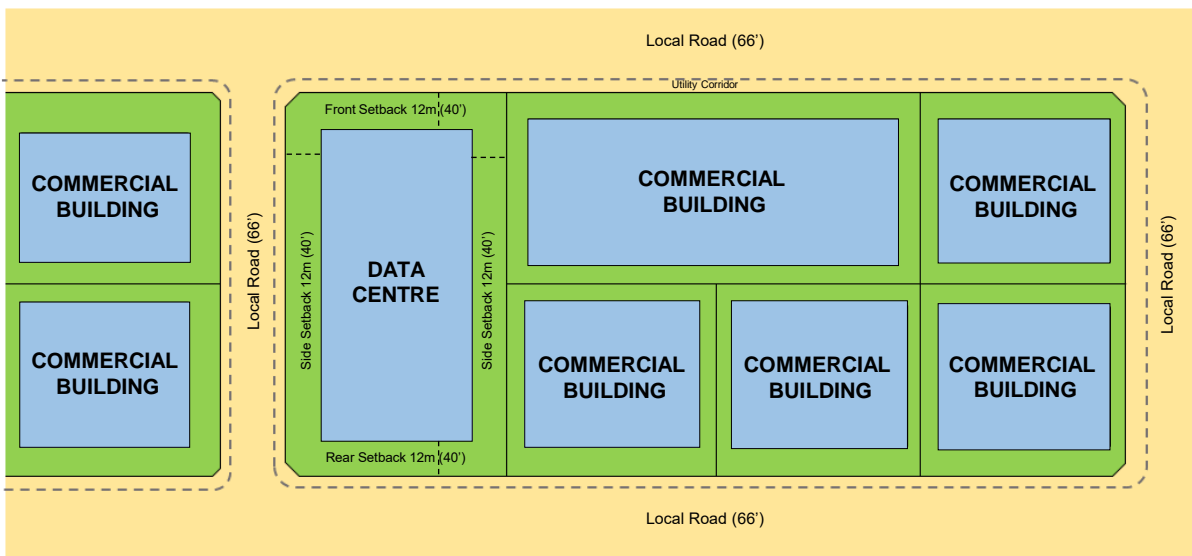 Local Road (66’)
Utility Corridor
Front Setback 12m (40’)
COMMERCIAL
BUILDING
COMMERCIAL
BUILDING
COMMERCIAL
BUILDING
Local Road (66’)
Side Setback 12m (40’)
DATA
CENTRE
Side Setback 12m (40’)
Local Road (66’)
COMMERCIAL
BUILDING
COMMERCIAL
BUILDING
COMMERCIAL
BUILDING
COMMERCIAL
BUILDING
Rear Setback 12m (40’)
Local Road (66’)